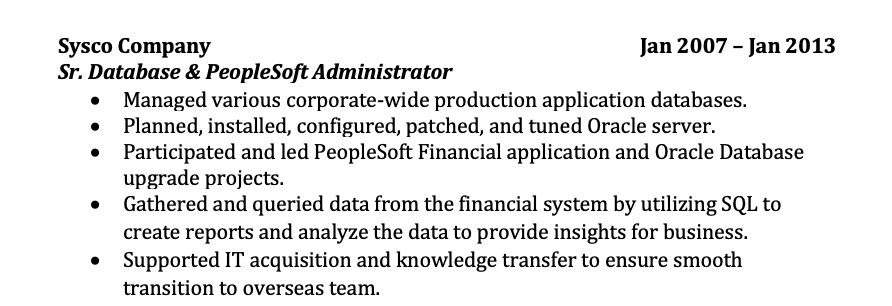 Sysco Company Jan 2007 – Jan 2013
Sr. Database & PeopleSoft Administrator
• Managed various corporate-wide production application databases.
• Planned, installed, configured, patched, and tuned Oracle server.
• Participated and led PeopleSoft Financial application and Oracle Database
upgrade projects.
• Gathered and queried data from the financial system by utilizing SQL to
create reports and analyze the data to provide insights for business.
• Supported IT acquisition and knowledge transfer to ensure smooth
transition to overseas team.